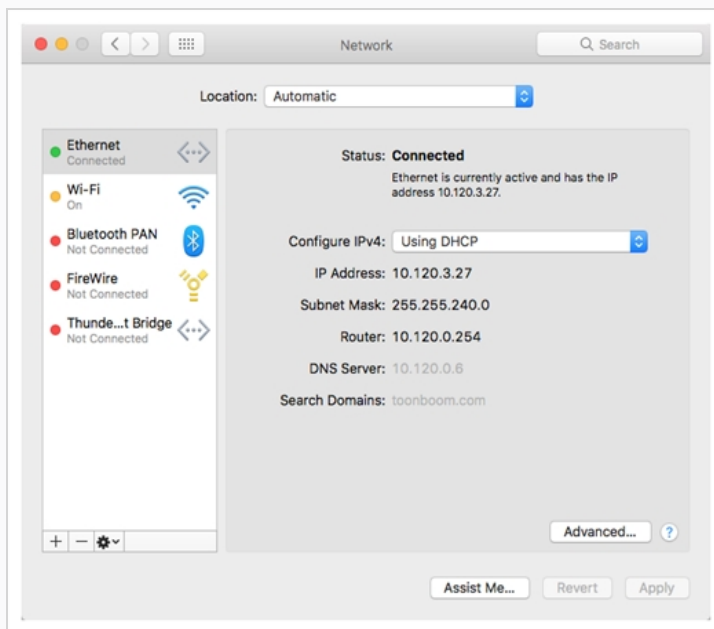 Network
Search
Location: Automatic
Ethernet
Connected
Wi-Fi
On
Bluetooth PAN
Not Connected
FireWire
Not Connected
Thunde...t Bridge
Not Connected
Status: Connected
Ethernet is currently active and has the IP
address 10.120.3.27.
Configure IPv4: Using DHCP
IP Address: 10.120.3.27
Subnet Mask: 255.255.240.0
Router: 10.120.0.254
DNS Server: 10.120.0.6
Search Domains: toonboom.com
+ −
Advanced... ?
Assist Me... Revert Apply